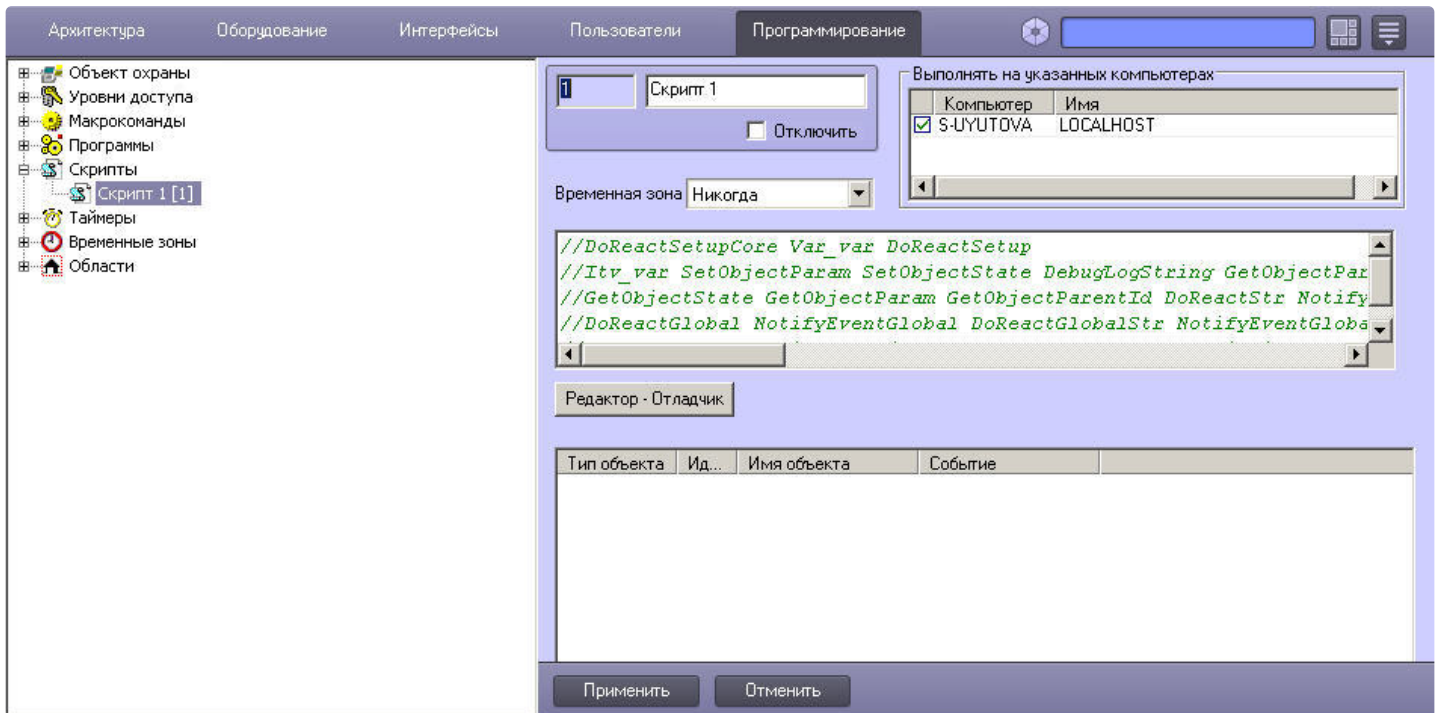 Архитектура Оборудование Интерфейсы Пользователи Программирование
Объект охраны
Уровни доступа
Макрокоманды
Программы
Скрипты
Скрипт 1 [1]
Таймеры
Временные зоны
Области
1 Скрипт 1
Отключить
Выполнять на указанных компьютерах
Компьютер Имя
S-UYUTOVA LOCALHOST
Временная зона Никогда
//DoReactSetupCore Var_var DoReactSetup
//Itv_var SetObjectParam SetObjectState DebugLogString GetObjectPar
//GetObjectState GetObjectParam GetObjectParentId DoReactStr Notify
//DoReactGlobal NotifyEventGlobal DoReactGlobalStr NotifyEventGloba
Редактор - Отладчик
Тип объекта Ид... Имя объекта Событие
Применить Отменить